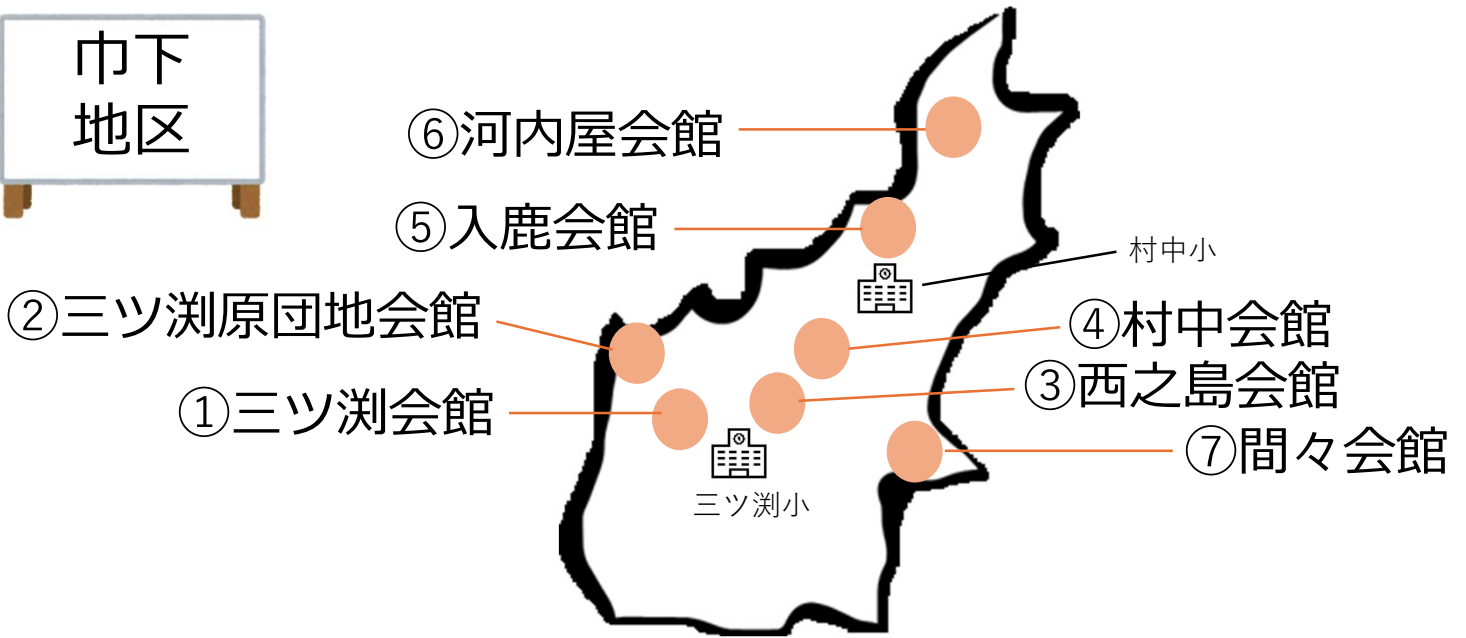 巾下
地区
⑥河内屋会館
⑤入鹿会館
村中小
②三ツ渕原団地会館
④村中会館
③西之島会館
①三ツ渕会館
⑦間々会館
三ツ渕小